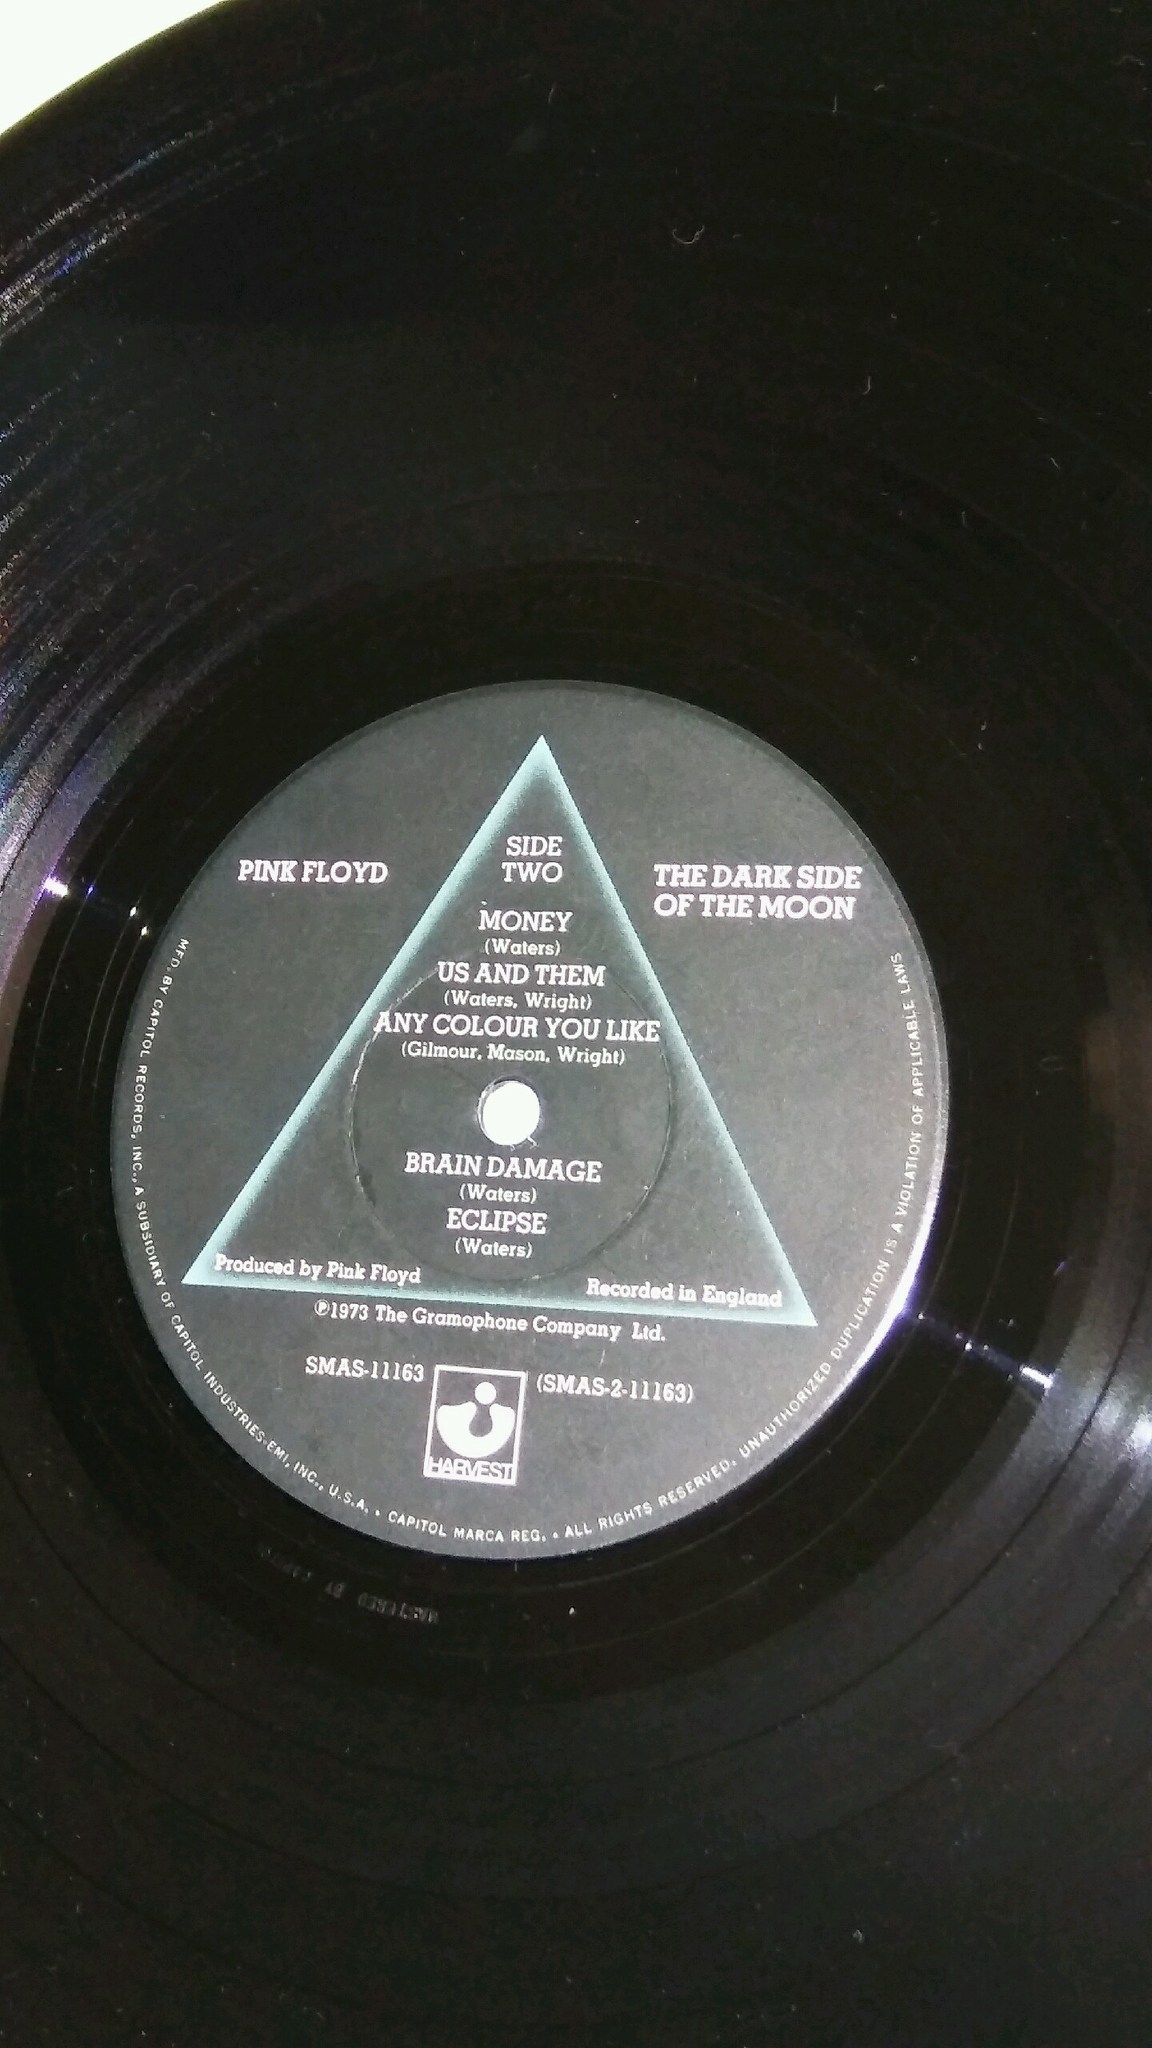 PINK FLOYD
SIDE
TWO
THE DARK SIDE
OF THE MOON
MONEY
(Waters)
US AND THEM
(Waters, Wright)
ANY COLOUR YOU LIKE
(Gilmour, Mason, Wright)
BRAIN DAMAGE
(Waters)
ECLIPSE
(Waters)
Produced by Pink Floyd
Recorded in England
℗1973 The Gramophone Company Ltd.
SMAS-11163
(SMAS-2-11163)
HARVEST
MFD. BY CAPITOL RECORDS, INC., A SUBSIDIARY OF CAPITOL INDUSTRIES-EMI, INC., U.S.A. • CAPITOL MARCA REG. • ALL RIGHTS RESERVED. UNAUTHORIZED DUPLICATION IS A VIOLATION OF APPLICABLE LAWS
MASTERED BY